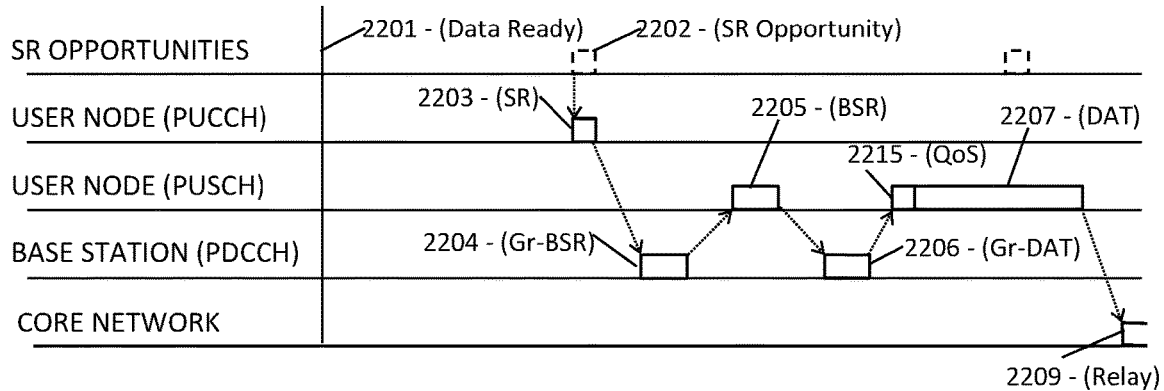 2201 - (Data Ready)
2202 - (SR Opportunity)
SR OPPORTUNITIES
2203 - (SR)
2205 - (BSR)
2207 - (DAT)
USER NODE (PUCCH)
2215 - (QoS)
USER NODE (PUSCH)
2204 - (Gr-BSR)
2206 - (Gr-DAT)
BASE STATION (PDCCH)
CORE NETWORK
2209 - (Relay)